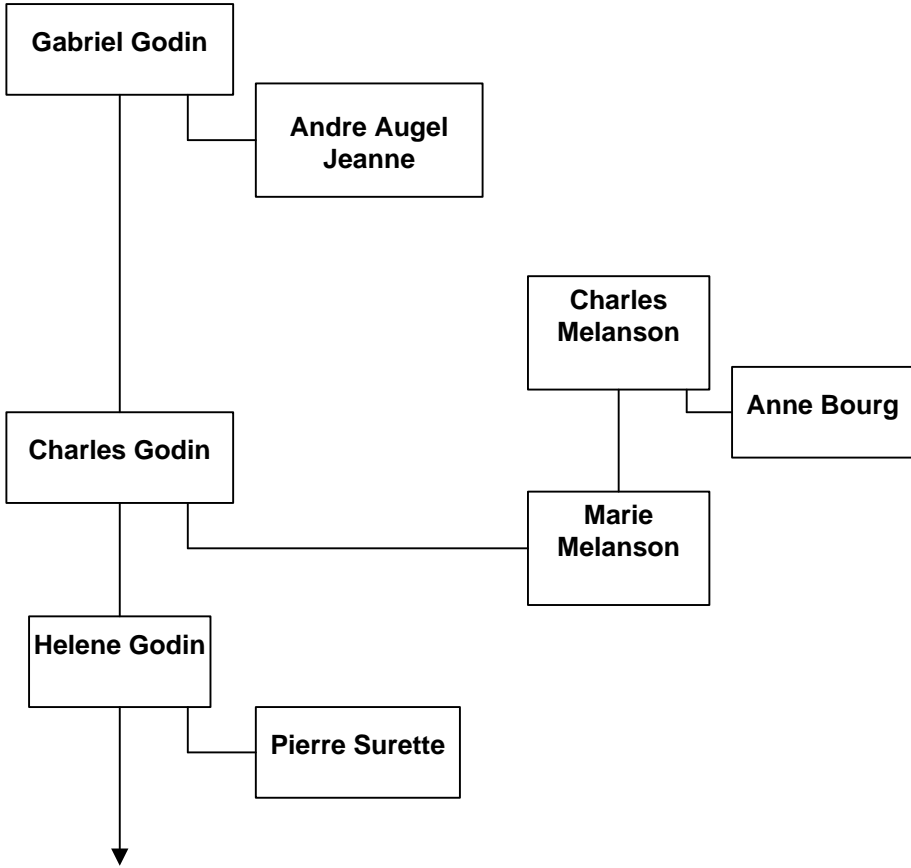 Gabriel Godin
Andre Augel
Jeanne
Charles
Melanson
Anne Bourg
Charles Godin
Marie
Melanson
Helene Godin
Pierre Surette